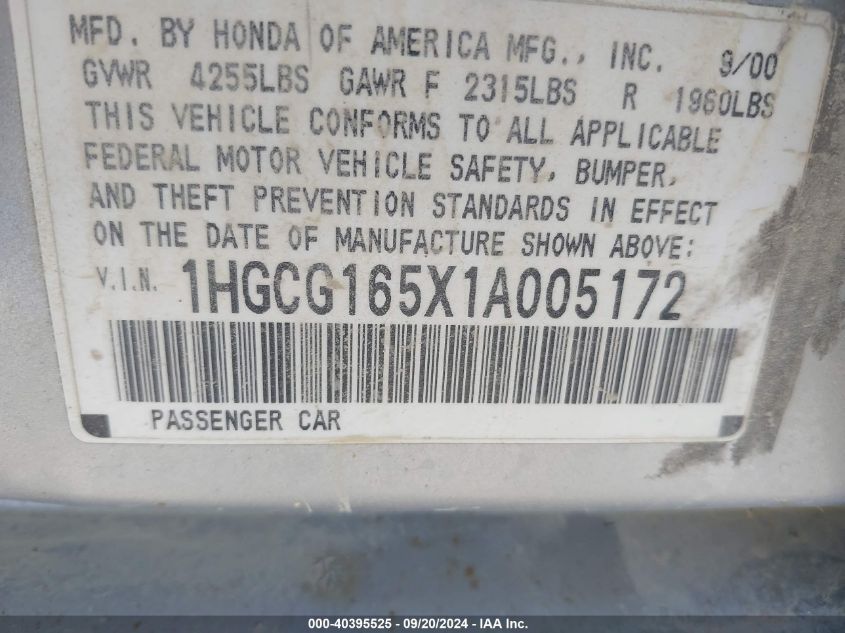 MFD. BY HONDA OF AMERICA MFG., INC. 9/00
GVWR 4255LBS GAWR F 2315LBS R 1960LBS
THIS VEHICLE CONFORMS TO ALL APPLICABLE
FEDERAL MOTOR VEHICLE SAFETY, BUMPER,
AND THEFT PREVENTION STANDARDS IN EFFECT
ON THE DATE OF MANUFACTURE SHOWN ABOVE:
V.I.N. 1HGCG165X1A005172
PASSENGER CAR
000-40395525 - 09/20/2024 - IAA Inc.